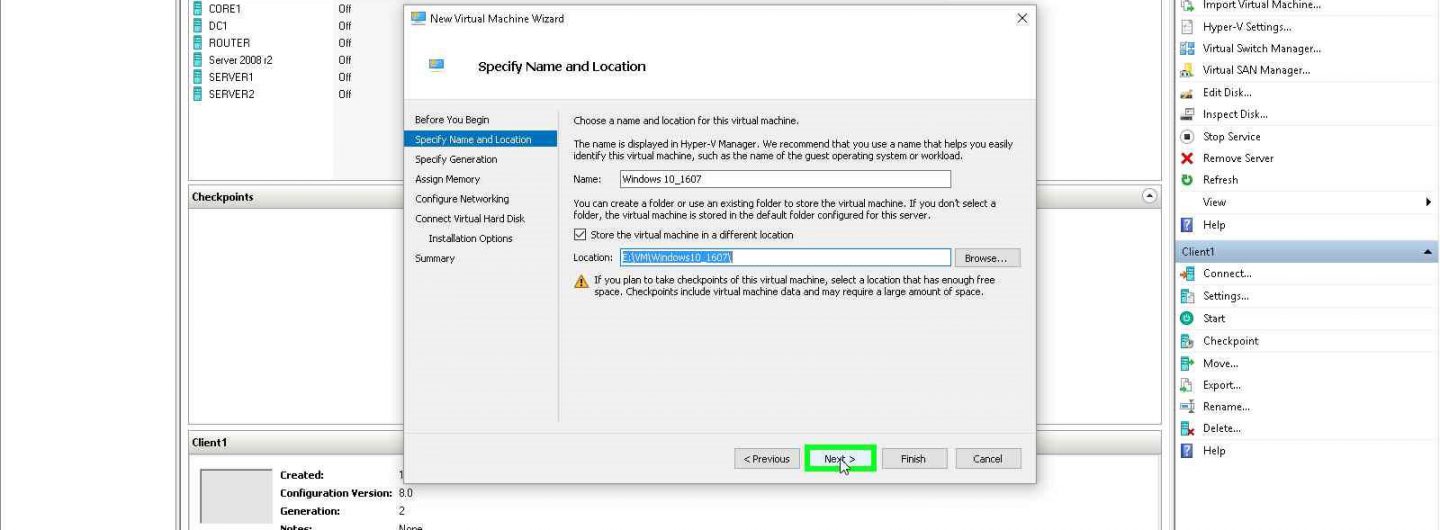 CORE1 Off
DC1 Off
ROUTER Off
Server 2008 r2 Off
SERVER1 Off
SERVER2 Off
Checkpoints
Client1
Created: 1
Configuration Version: 8.0
Generation: 2
Notes: None
New Virtual Machine Wizard
Specify Name and Location
Before You Begin
Specify Name and Location
Specify Generation
Assign Memory
Configure Networking
Connect Virtual Hard Disk
Installation Options
Summary
Choose a name and location for this virtual machine.
The name is displayed in Hyper-V Manager. We recommend that you use a name that helps you easily
identify this virtual machine, such as the name of the guest operating system or workload.
Name: Windows 10_1607
You can create a folder or use an existing folder to store the virtual machine. If you don't select a
folder, the virtual machine is stored in the default folder configured for this server.
Store the virtual machine in a different location
Location: E:\VM\Windows10_1607\ Browse...
If you plan to take checkpoints of this virtual machine, select a location that has enough free
space. Checkpoints include virtual machine data and may require a large amount of space.
< Previous Next > Finish Cancel
Import Virtual Machine...
Hyper-V Settings...
Virtual Switch Manager...
Virtual SAN Manager...
Edit Disk...
Inspect Disk...
Stop Service
Remove Server
Refresh
View
Help
Client1
Connect...
Settings...
Start
Checkpoint
Move...
Export...
Rename...
Delete...
Help